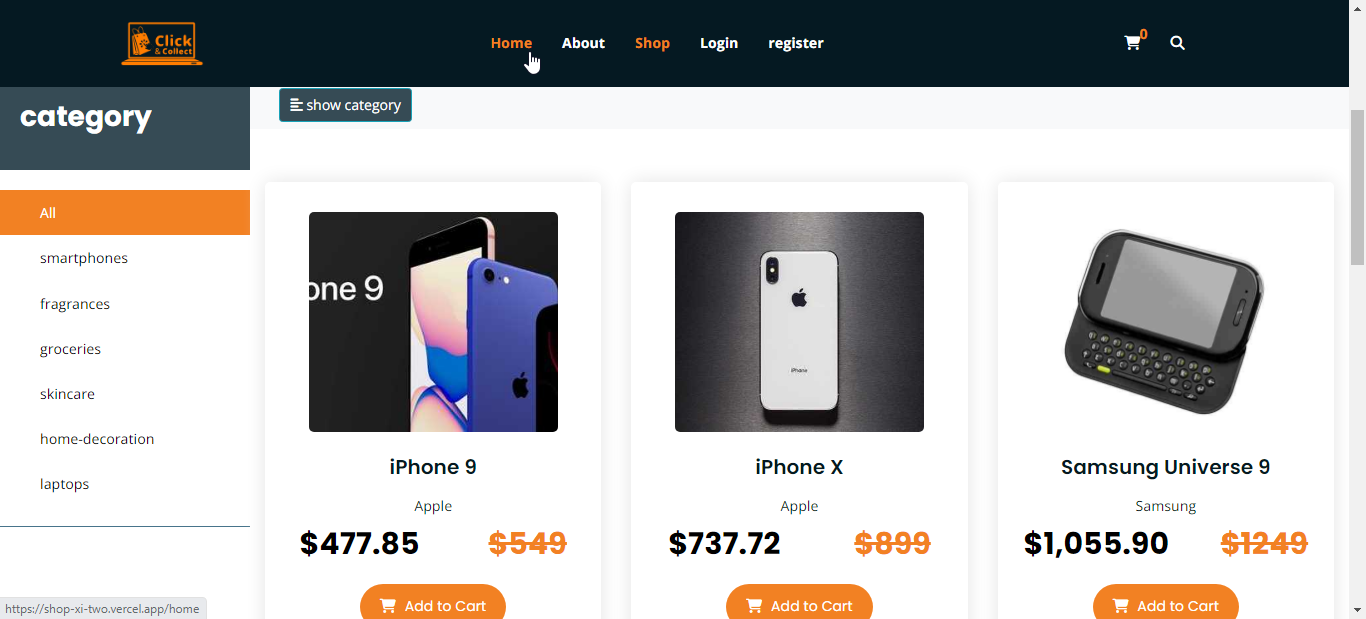 Click
& Collect
Home
About
Shop
Login
register
0
category
show category
All
smartphones
fragrances
groceries
skincare
home-decoration
laptops
one 9
iPhone
iPhone 9
Apple
$477.85 $549
Add to Cart
iPhone X
Apple
$737.72 $899
Add to Cart
Samsung Universe 9
Samsung
$1,055.90 $1249
Add to Cart
https://shop-xi-two.vercel.app/home